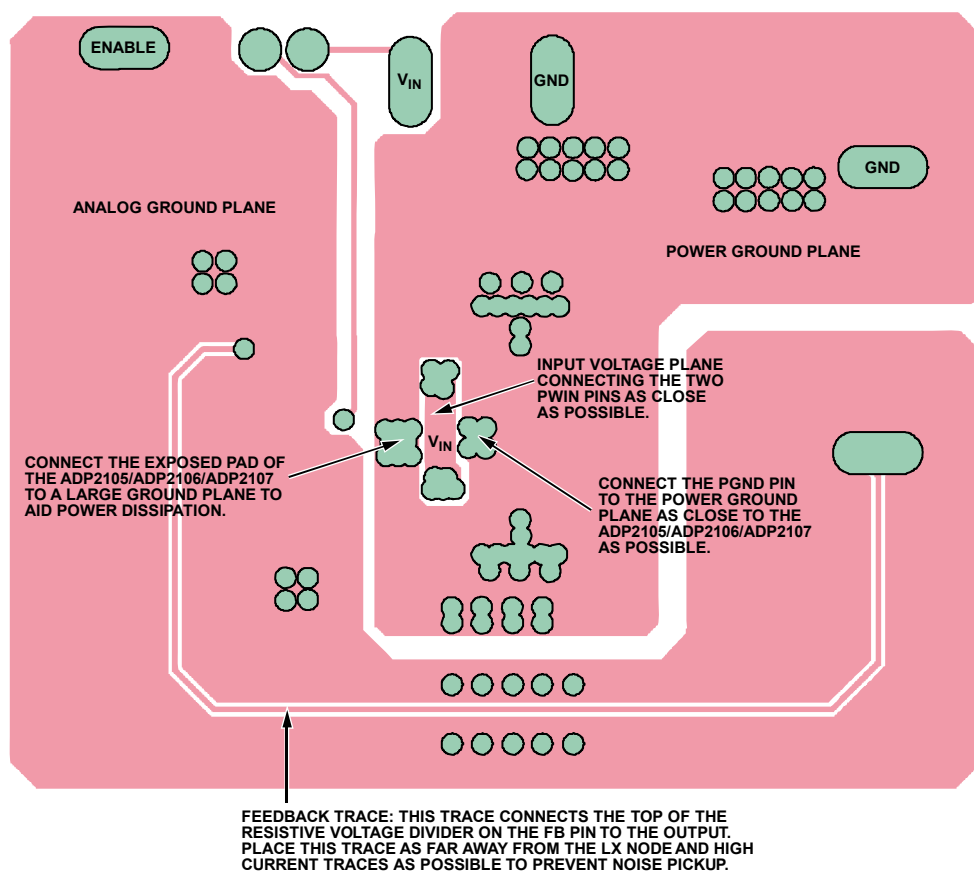 ENABLE
VIN
GND
GND
ANALOG GROUND PLANE
POWER GROUND PLANE
INPUT VOLTAGE PLANE
CONNECTING THE TWO
PWIN PINS AS CLOSE
AS POSSIBLE.
VIN
CONNECT THE EXPOSED PAD OF
THE ADP2105/ADP2106/ADP2107
TO A LARGE GROUND PLANE TO
AID POWER DISSIPATION.
CONNECT THE PGND PIN
TO THE POWER GROUND
PLANE AS CLOSE TO THE
ADP2105/ADP2106/ADP2107
AS POSSIBLE.
FEEDBACK TRACE: THIS TRACE CONNECTS THE TOP OF THE
RESISTIVE VOLTAGE DIVIDER ON THE FB PIN TO THE OUTPUT.
PLACE THIS TRACE AS FAR AWAY FROM THE LX NODE AND HIGH
CURRENT TRACES AS POSSIBLE TO PREVENT NOISE PICKUP.